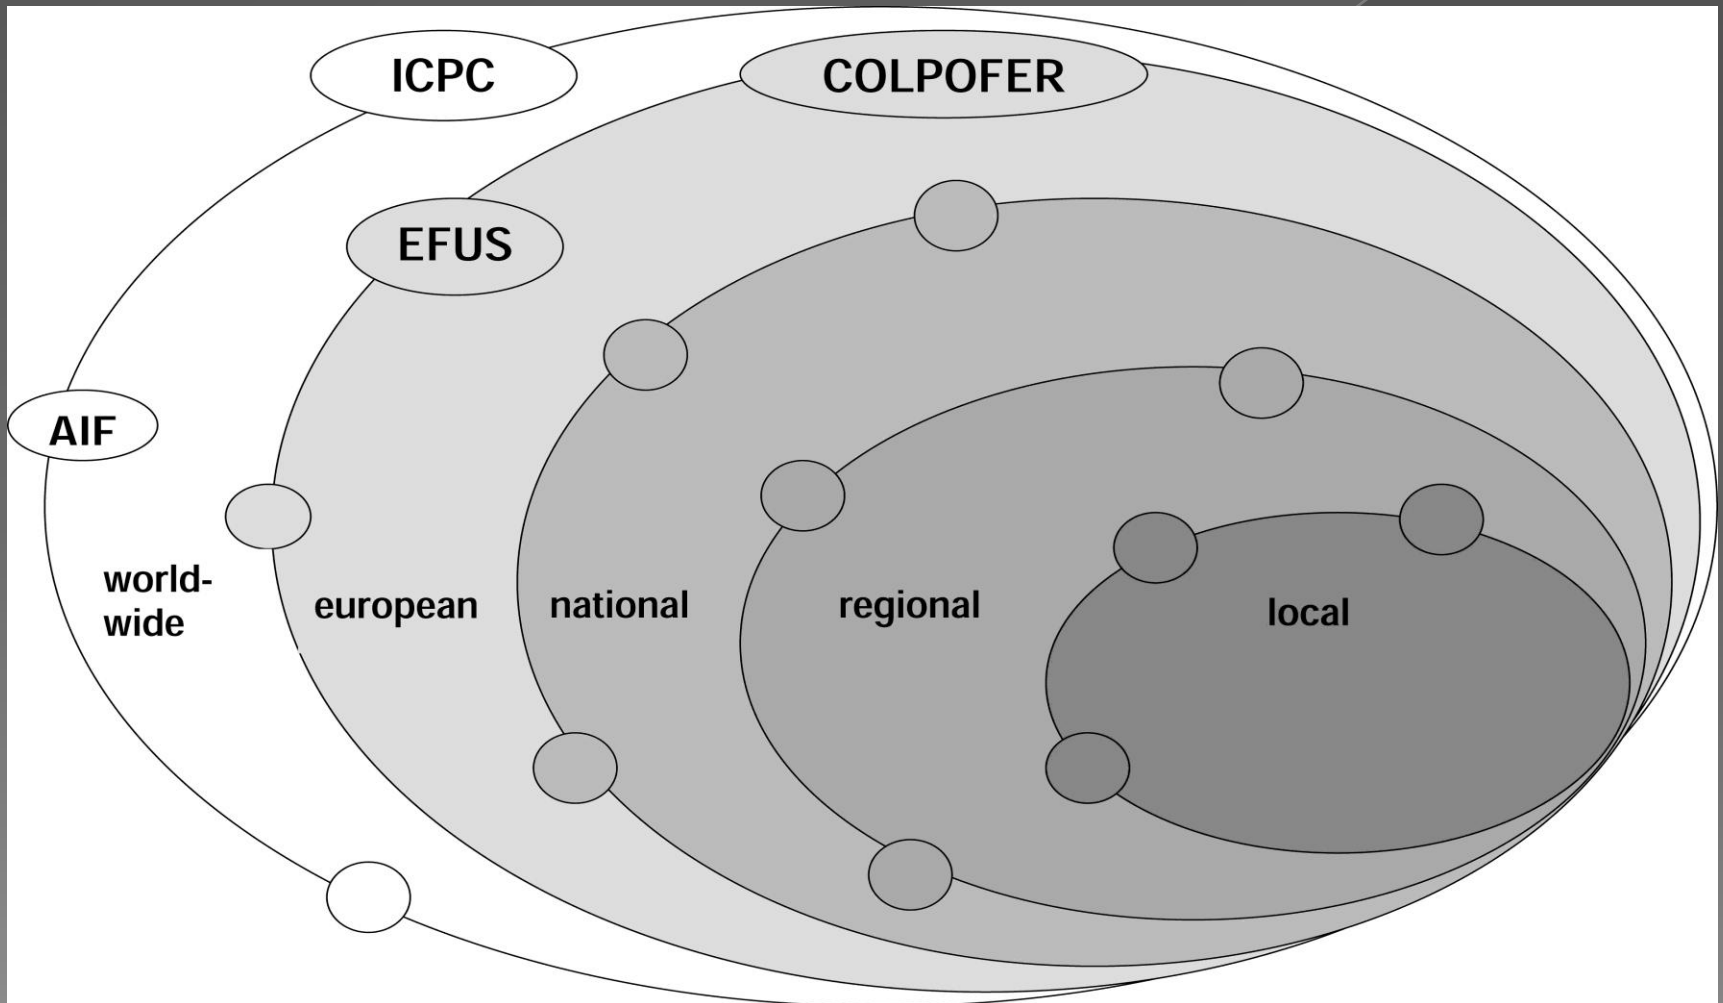 ICPC
COLPOFER
EFUS
AIF
world-
wide
european
national
regional
local